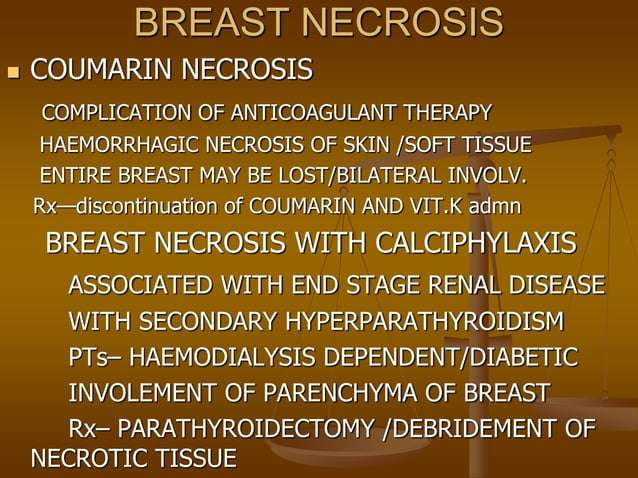 BREAST NECROSIS
COUMARIN NECROSIS
COMPLICATION OF ANTICOAGULANT THERAPY
HAEMORRHAGIC NECROSIS OF SKIN /SOFT TISSUE
ENTIRE BREAST MAY BE LOST/BILATERAL INVOLV.
Rx—discontinuation of COUMARIN AND VIT.K admn
BREAST NECROSIS WITH CALCIPHYLAXIS
ASSOCIATED WITH END STAGE RENAL DISEASE
WITH SECONDARY HYPERPARATHYROIDISM
PTs– HAEMODIALYSIS DEPENDENT/DIABETIC
INVOLEMENT OF PARENCHYMA OF BREAST
Rx– PARATHYROIDECTOMY /DEBRIDEMENT OF
NECROTIC TISSUE